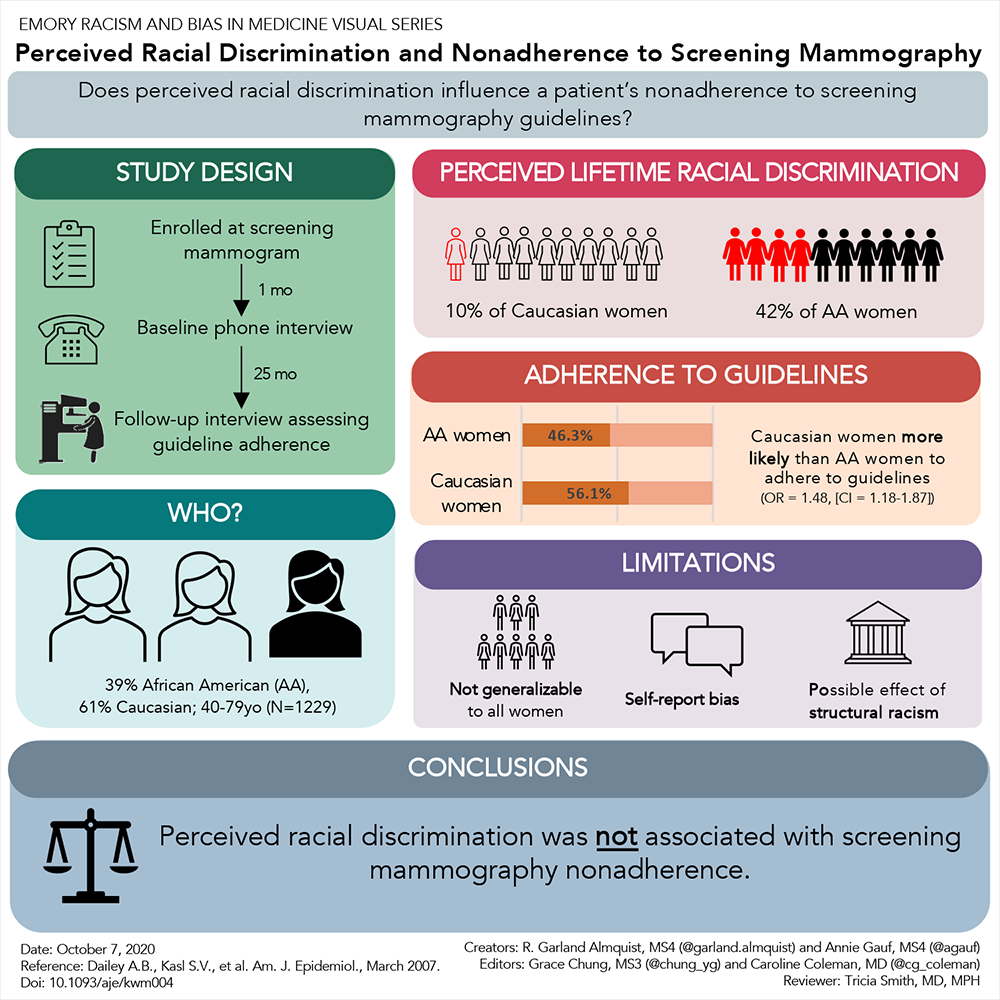 EMORY RACISM AND BIAS IN MEDICINE VISUAL SERIES
Perceived Racial Discrimination and Nonadherence to Screening Mammography
Does perceived racial discrimination influence a patient's nonadherence to screening
mammography guidelines?
STUDY DESIGN
Enrolled at screening
mammogram
1 mo
Baseline phone interview
25 mo
Follow-up interview assessing
guideline adherence
WHO?
39% African American (AA),
61% Caucasian; 40-79yo (N=1229)
PERCEIVED LIFETIME RACIAL DISCRIMINATION
10% of Caucasian women
42% of AA women
ADHERENCE TO GUIDELINES
AA women
46.3%
Caucasian
women
56.1%
Caucasian women more
likely than AA women to
adhere to guidelines
(OR = 1.48, [CI = 1.18-1.87])
LIMITATIONS
Not generalizable
to all women
Self-report bias
Possible effect of
structural racism
CONCLUSIONS
Perceived racial discrimination was not associated with screening
mammography nonadherence.
Date: October 7, 2020
Reference: Dailey A.B., Kasl S.V., et al. Am. J. Epidemiol., March 2007.
Doi: 10.1093/aje/kwm004
Creators: R. Garland Almquist, MS4 (@garland.almquist) and Annie Gauf, MS4 (@agauf)
Editors: Grace Chung, MS3 (@chung_yg) and Caroline Coleman, MD (@cg_coleman)
Reviewer: Tricia Smith, MD, MPH